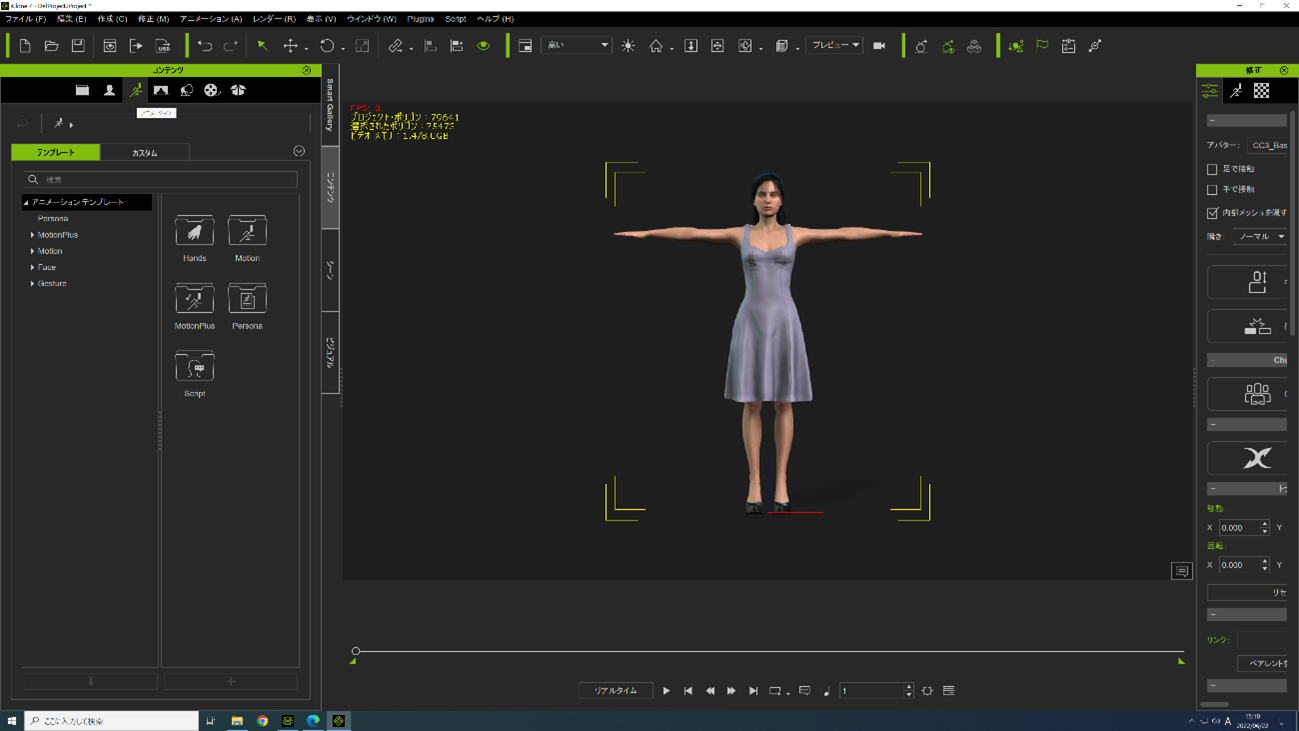 iClone 7 - DefProject.iProject *
ファイル (F) 編集 (E) 作成 (C) 修正 (M) アニメーション (A) レンダー (R) 表示 (V) ウインドウ (W) Plugins Script ヘルプ (H)
USD 高い プレビュー
コンテンツ
アニメーション
テンプレート カスタム
検索
アニメーション テンプレート
Persona
MotionPlus
Motion
Face
Gesture
Hands Motion
MotionPlus Persona
Script
Smart Gallery
コンテンツ
シーン
ビジュアル
FPS: 0
プロジェクト・ポリゴン : 79641
選択されたポリゴン : 75473
ビデオ メモリ : 1.4/8.0GB
リアルタイム 1
修正
アバター: CC3_Bas
足で接触
手で接触
内部メッシュを隠す
瞬き: ノーマル
Cha
移動:
X 0.000 Y
回転:
X 0.000 Y
リセ
リンク:
ペアレントを
ここに入力して検索
A 15:10
2022/06/22